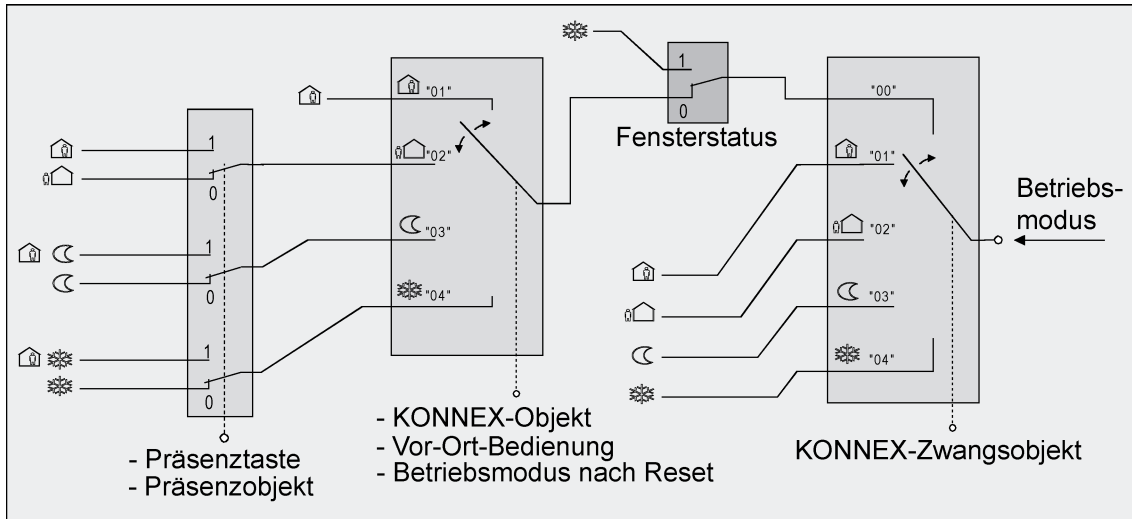 1
0
1
0
1
0
- Präsenztaste
- Präsenzobjekt
"01"
"02"
"03"
"04"
- KONNEX-Objekt
- Vor-Ort-Bedienung
- Betriebsmodus nach Reset
1
0
Fensterstatus
"00"
"01"
"02"
"03"
"04"
KONNEX-Zwangsobjekt
Betriebs-
modus